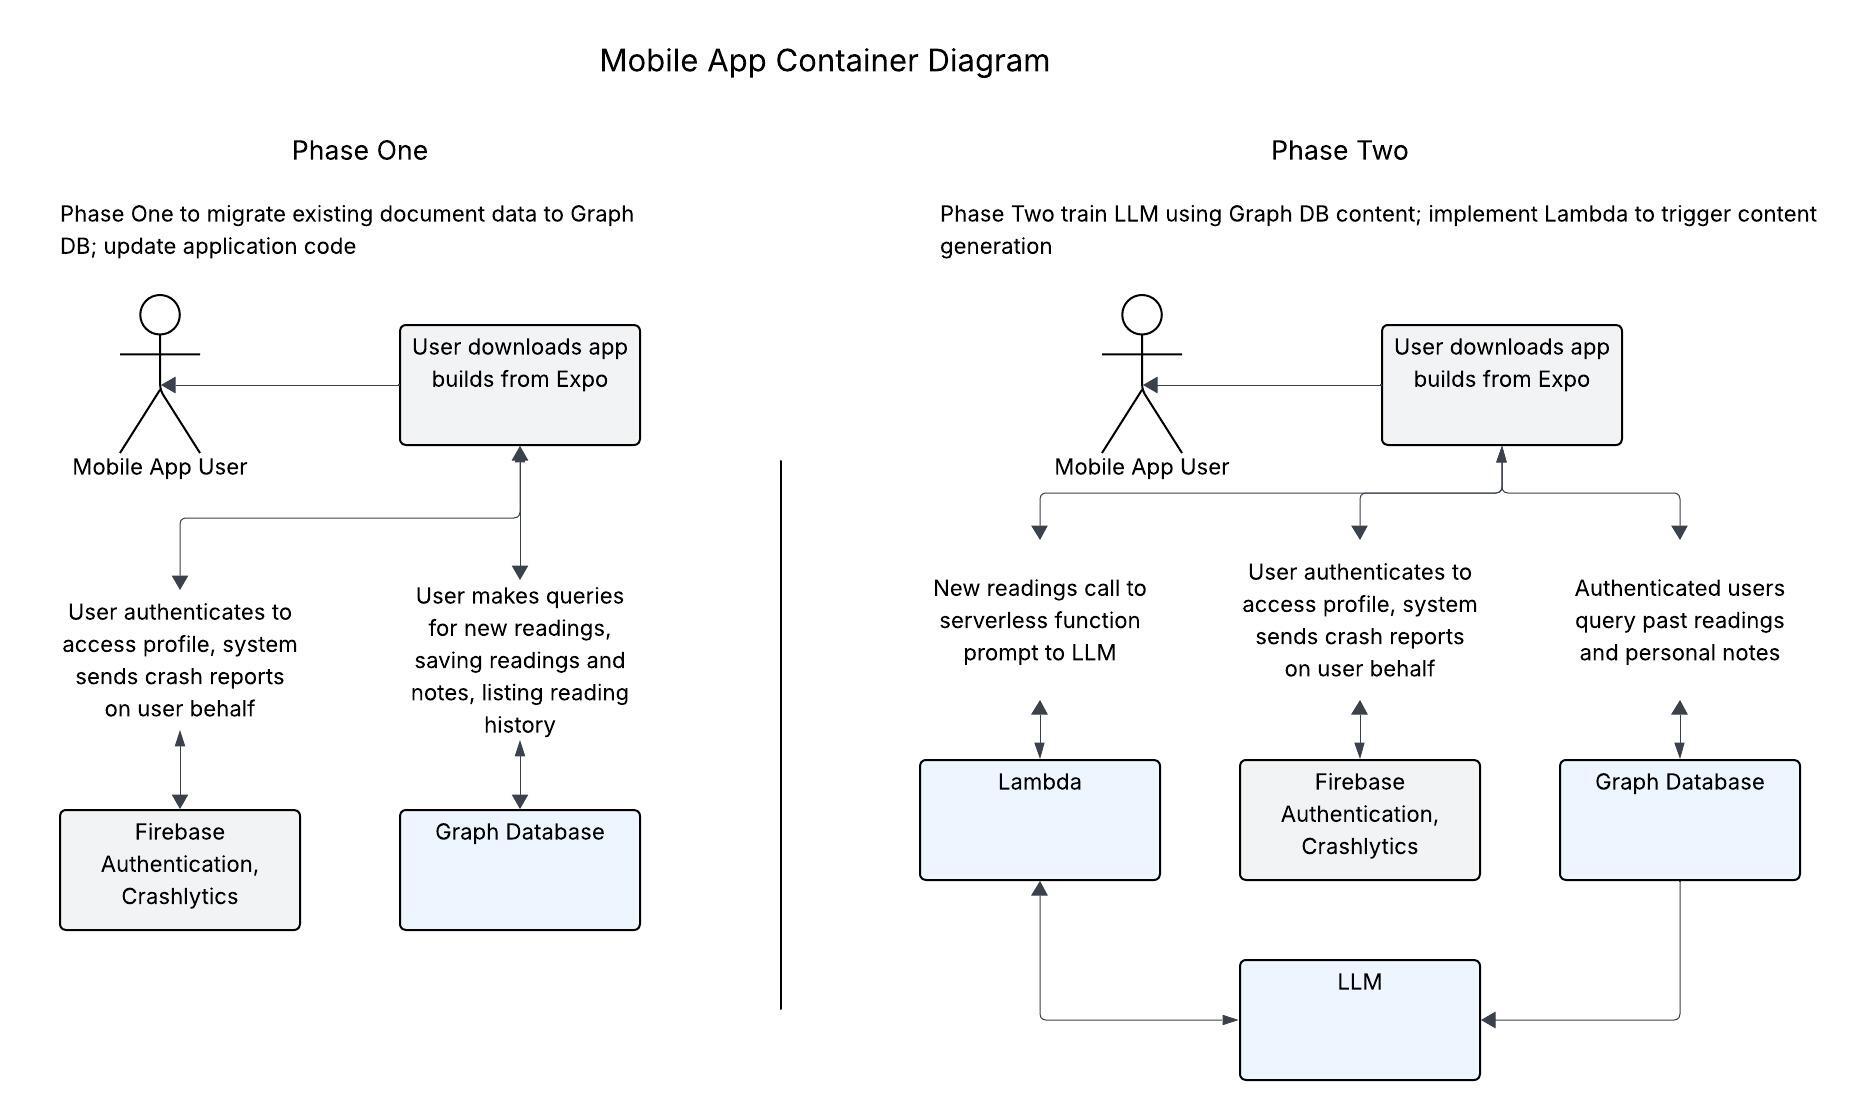 Mobile App Container Diagram
Phase One
Phase One to migrate existing document data to Graph
DB; update application code
User downloads app
builds from Expo
Mobile App User
User authenticates to
access profile, system
sends crash reports
on user behalf
User makes queries
for new readings,
saving readings and
notes, listing reading
history
Firebase
Authentication,
Crashlytics
Graph Database
Phase Two
Phase Two train LLM using Graph DB content; implement Lambda to trigger content
generation
User downloads app
builds from Expo
Mobile App User
New readings call to
serverless function
prompt to LLM
User authenticates to
access profile, system
sends crash reports
on user behalf
Authenticated users
query past readings
and personal notes
Lambda
Firebase
Authentication,
Crashlytics
Graph Database
LLM